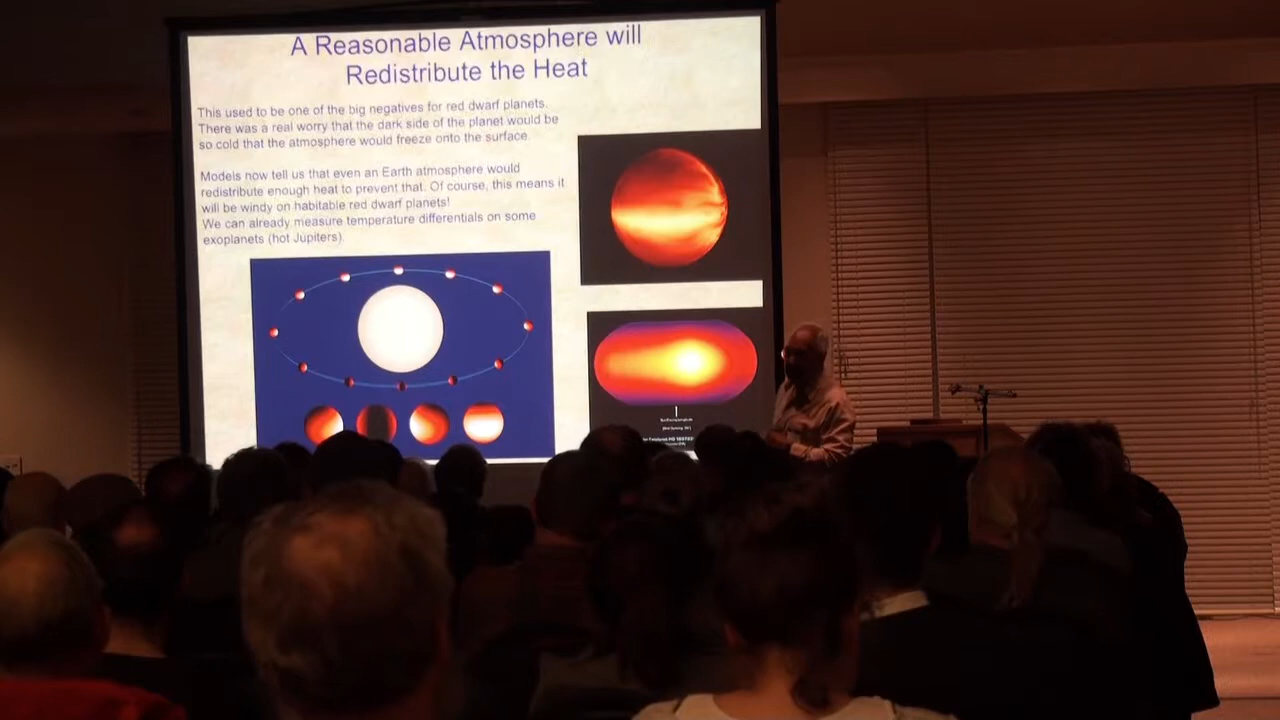 A Reasonable Atmosphere will
Redistribute the Heat
This used to be one of the big negatives for red dwarf planets.
There was a real worry that the dark side of the planet would be
so cold that the atmosphere would freeze onto the surface.
Models now tell us that even an Earth atmosphere would
redistribute enough heat to prevent that. Of course, this means it
will be windy on habitable red dwarf planets!
We can already measure temperature differentials on some
exoplanets (hot Jupiters).